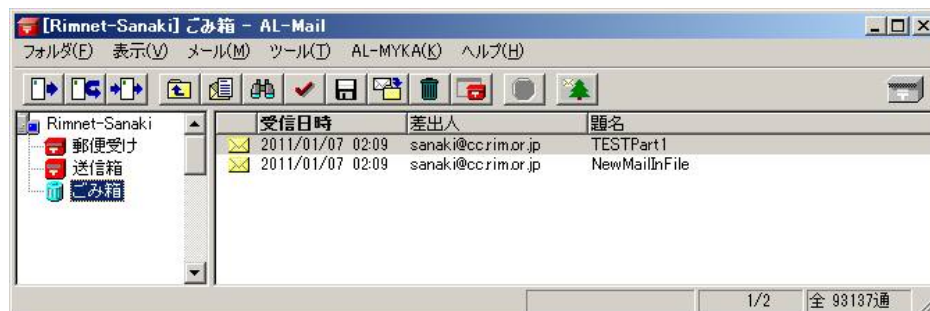 [Rimnet-Sanaki] ごみ箱 - AL-Mail
フォルダ(F) 表示(V) メール(M) ツール(T) AL-MYKA(K) ヘルプ(H)
Rimnet-Sanaki
郵便受け
送信箱
ごみ箱
受信日時 差出人 題名
2011/01/07 02:09 sanaki@cc.rim.or.jp TESTPart1
2011/01/07 02:09 sanaki@cc.rim.or.jp NewMailInFile
1/2 全 93137通